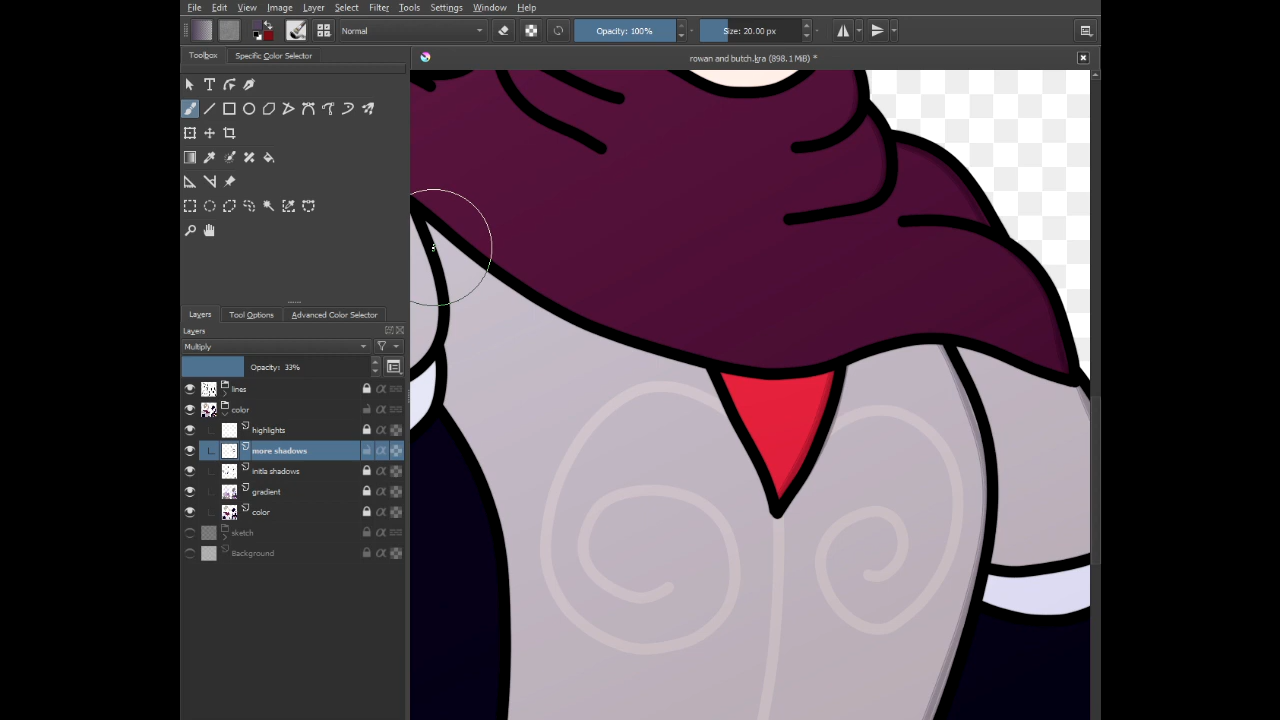 File Edit View Image Layer Select Filter Tools Settings Window Help
Normal Opacity: 100% Size: 20.00 px
Toolbox Specific Color Selector
rowan and butch.kra (898.1 MiB) *
Layers Tool Options Advanced Color Selector
Layers
Multiply
Opacity: 33%
lines
color
highlights
more shadows
initla shadows
gradient
color
sketch
Background